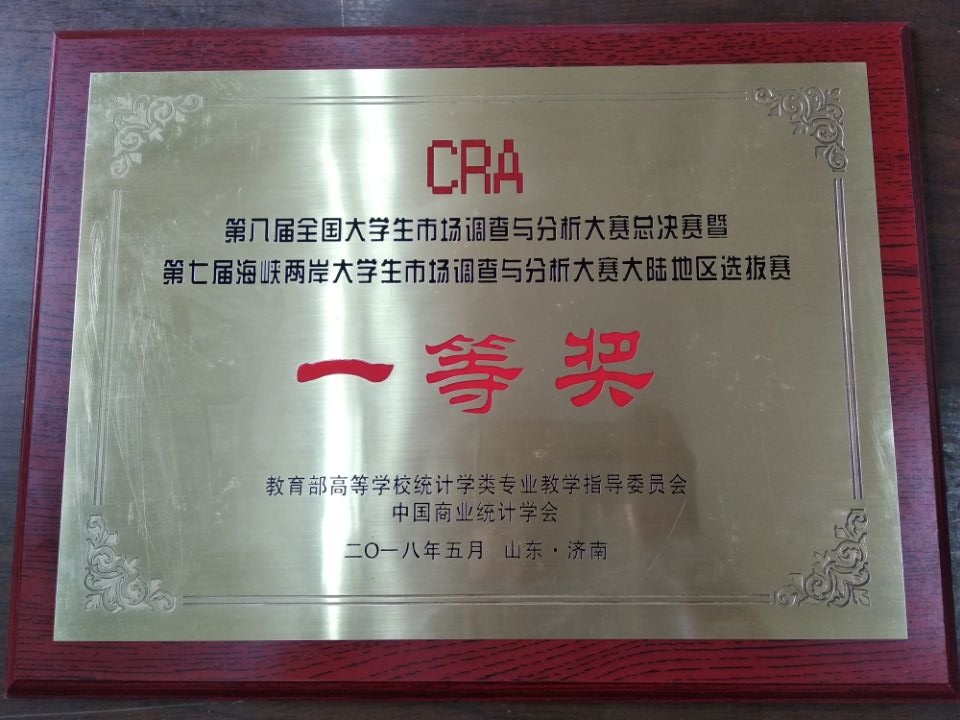 CRA
第八届全国大学生市场调查与分析大赛总决赛暨
第七届海峡两岸大学生市场调查与分析大赛大陆地区选拔赛
一等奖
教育部高等学校统计学类专业教学指导委员会
中国商业统计学会
二〇一八年五月 山东·济南